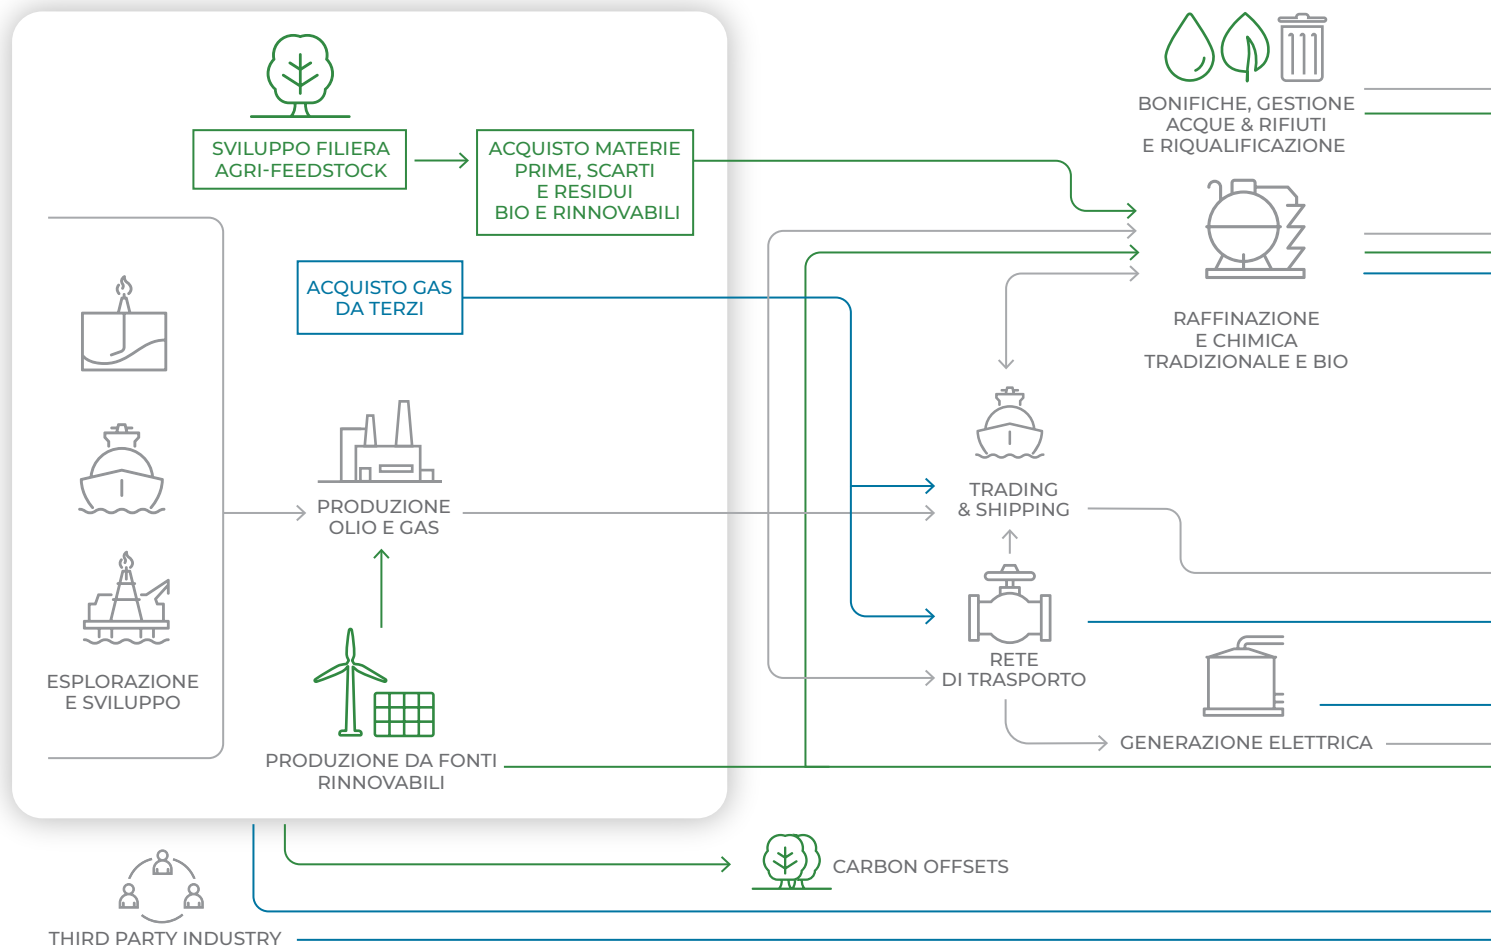 SVILUPPO FILIERA
AGRI-FEEDSTOCK
ACQUISTO MATERIE
PRIME, SCARTI
E RESIDUI
BIO E RINNOVABILI
ACQUISTO GAS
DA TERZI
PRODUZIONE
OLIO E GAS
ESPLORAZIONE
E SVILUPPO
PRODUZIONE DA FONTI
RINNOVABILI
BONIFICHE, GESTIONE
ACQUE & RIFIUTI
E RIQUALIFICAZIONE
RAFFINAZIONE
E CHIMICA
TRADIZIONALE E BIO
TRADING
& SHIPPING
RETE
DI TRASPORTO
GENERAZIONE ELETTRICA
CARBON OFFSETS
THIRD PARTY INDUSTRY